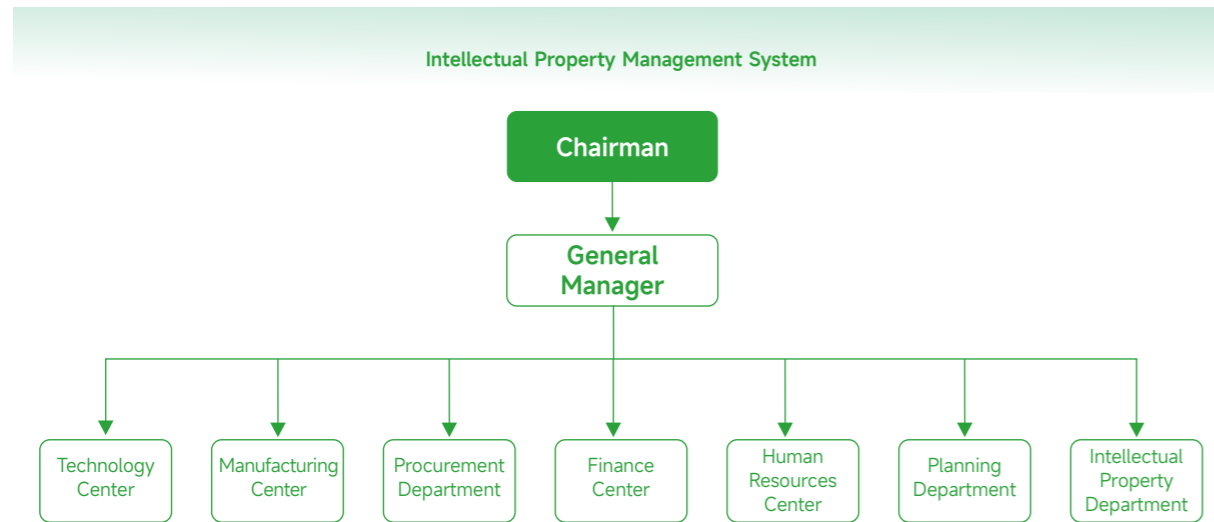 Intellectual Property Management System
Chairman
General
Manager
Technology
Center
Manufacturing
Center
Procurement
Department
Finance
Center
Human
Resources
Center
Planning
Department
Intellectual
Property
Department